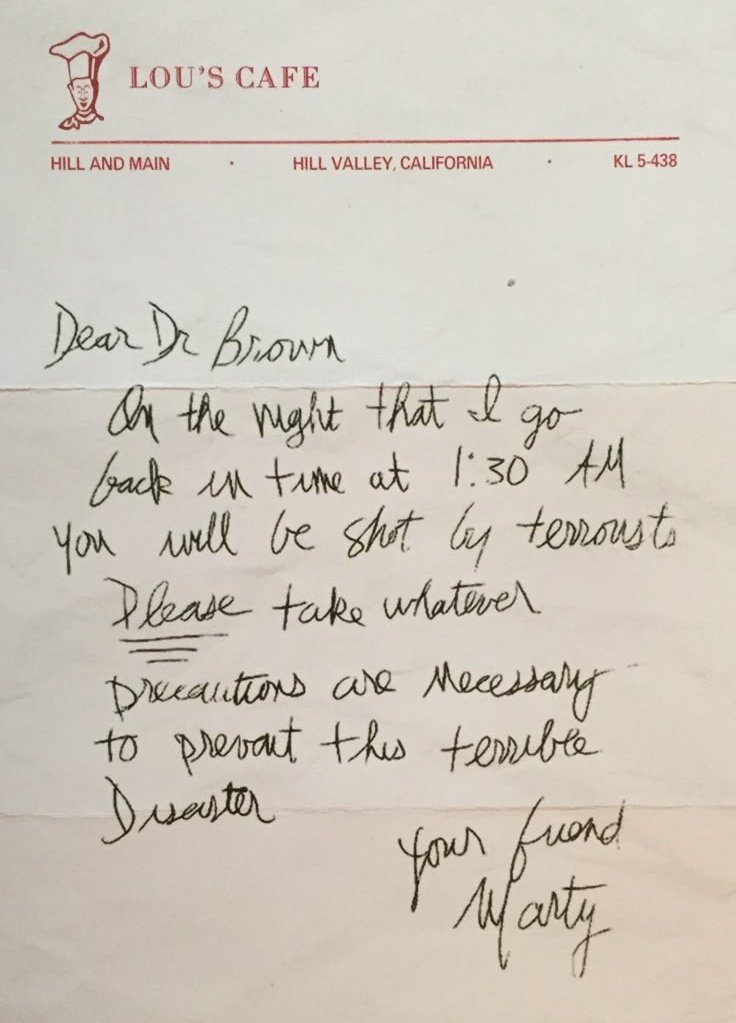 LOU'S CAFE
HILL AND MAIN · HILL VALLEY, CALIFORNIA · KL 5-438
Dear Dr Brown
On the night that I go
back in time at 1:30 AM
you will be shot by terrorists
Please take whatever
precautions are necessary
to prevent this terrible
Disaster
Your friend
Marty